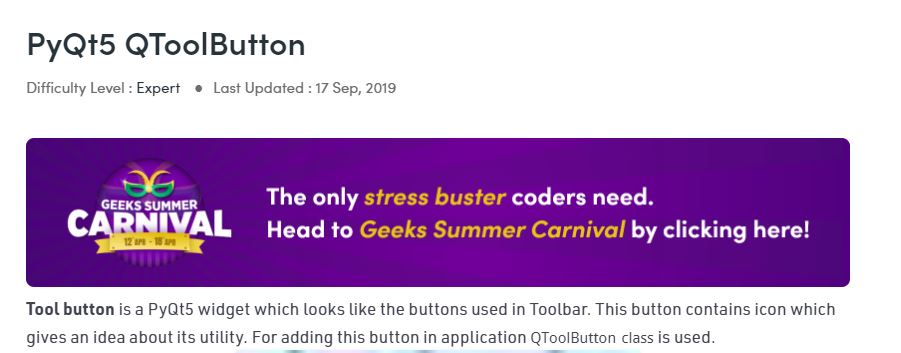 PyQt5 QToolButton
Difficulty Level : Expert ● Last Updated : 17 Sep, 2019
GEEKS SUMMER
CARNIVAL
12 APR - 16 APR
The only stress buster coders need.
Head to Geeks Summer Carnival by clicking here!
Tool button is a PyQt5 widget which looks like the buttons used in Toolbar. This button contains icon which
gives an idea about its utility. For adding this button in application QToolButton class is used.